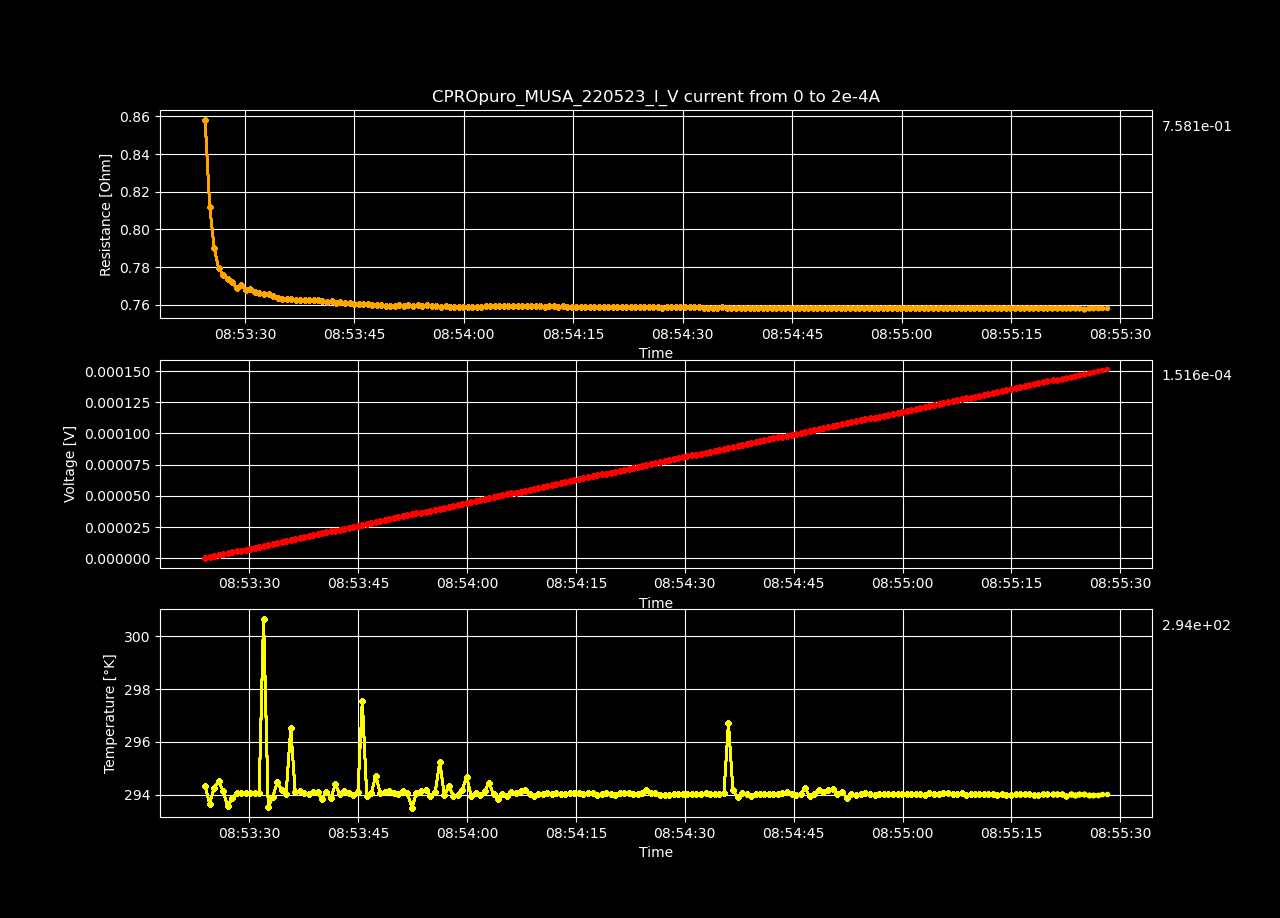 CPROpuro_MUSA_220523_I_V current from 0 to 2e-4A
0.86
0.84
0.82
0.80
0.78
0.76
Resistance [Ohm]
7.581e-01
08:53:30 08:53:45 08:54:00 08:54:15 08:54:30 08:54:45 08:55:00 08:55:15 08:55:30
Time
0.000150
0.000125
0.000100
0.000075
0.000050
0.000025
0.000000
Voltage [V]
1.516e-04
08:53:30 08:53:45 08:54:00 08:54:15 08:54:30 08:54:45 08:55:00 08:55:15 08:55:30
Time
300
298
296
294
Temperature [°K]
2.94e+02
08:53:30 08:53:45 08:54:00 08:54:15 08:54:30 08:54:45 08:55:00 08:55:15 08:55:30
Time